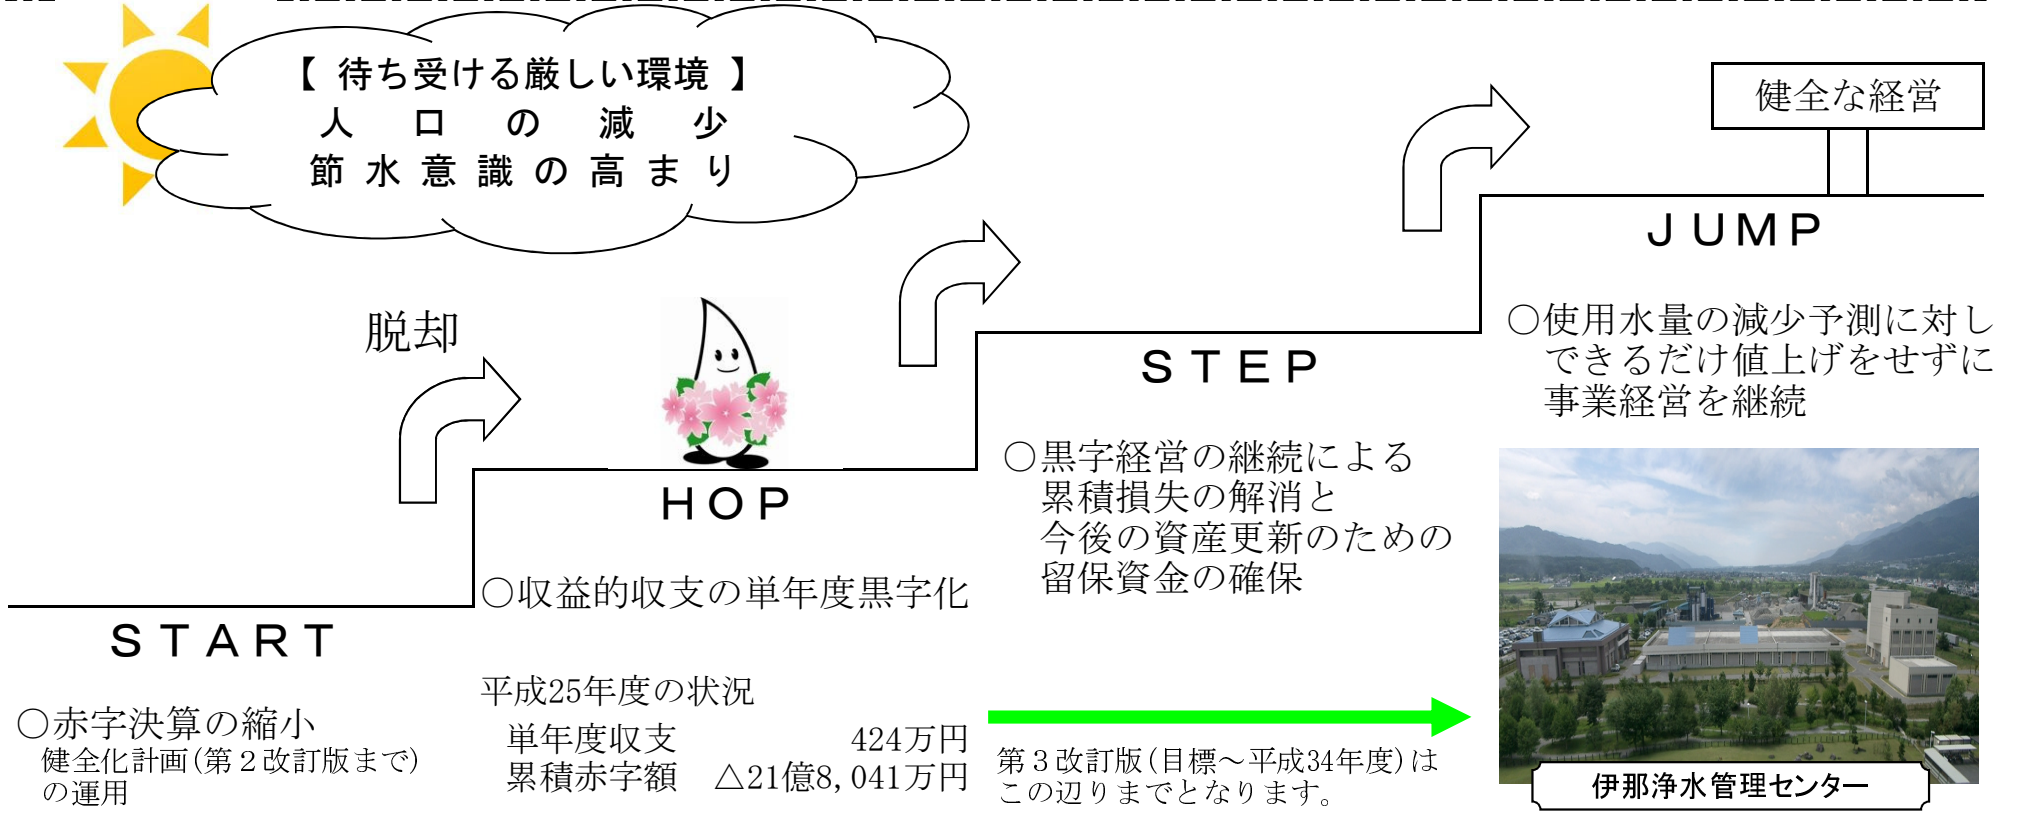 【 待ち受ける厳しい環境 】
人口の減少
節水意識の高まり
健全な経営
JUMP
○使用水量の減少予測に対し
できるだけ値上げをせずに
事業経営を継続
脱却
STEP
○黒字経営の継続による
累積損失の解消と
今後の資産更新のための
留保資金の確保
HOP
○収益的収支の単年度黒字化
平成25年度の状況
単年度収支 424万円
累積赤字額 △21億8,041万円
START
○赤字決算の縮小
健全化計画(第２改訂版まで)
の運用
第３改訂版(目標～平成34年度)は
この辺りまでとなります。
伊那浄水管理センター